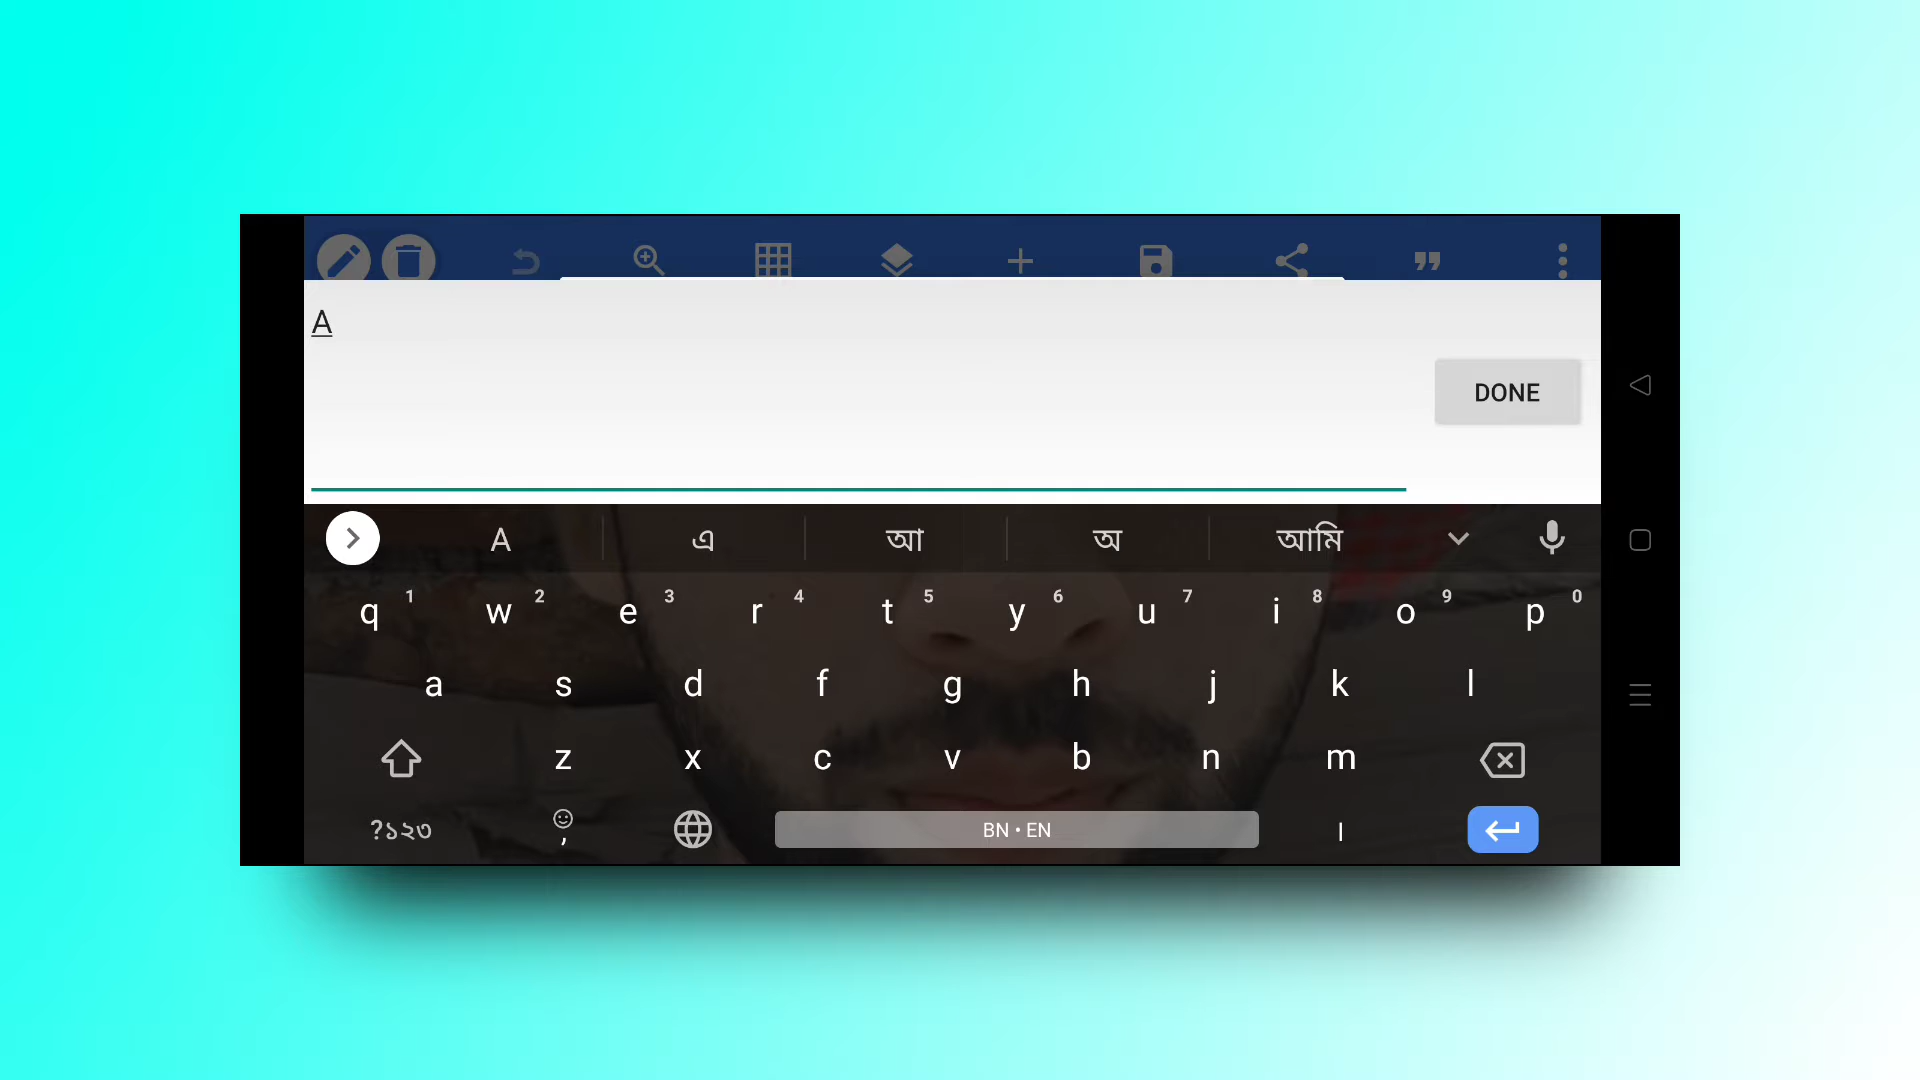 A
DONE
A এ আ অ আমি
q 1 w 2 e 3 r 4 t 5 y 6 u 7 i 8 o 9 p 0
a s d f g h j k l
z x c v b n m
?১২৩ , BN • EN ।